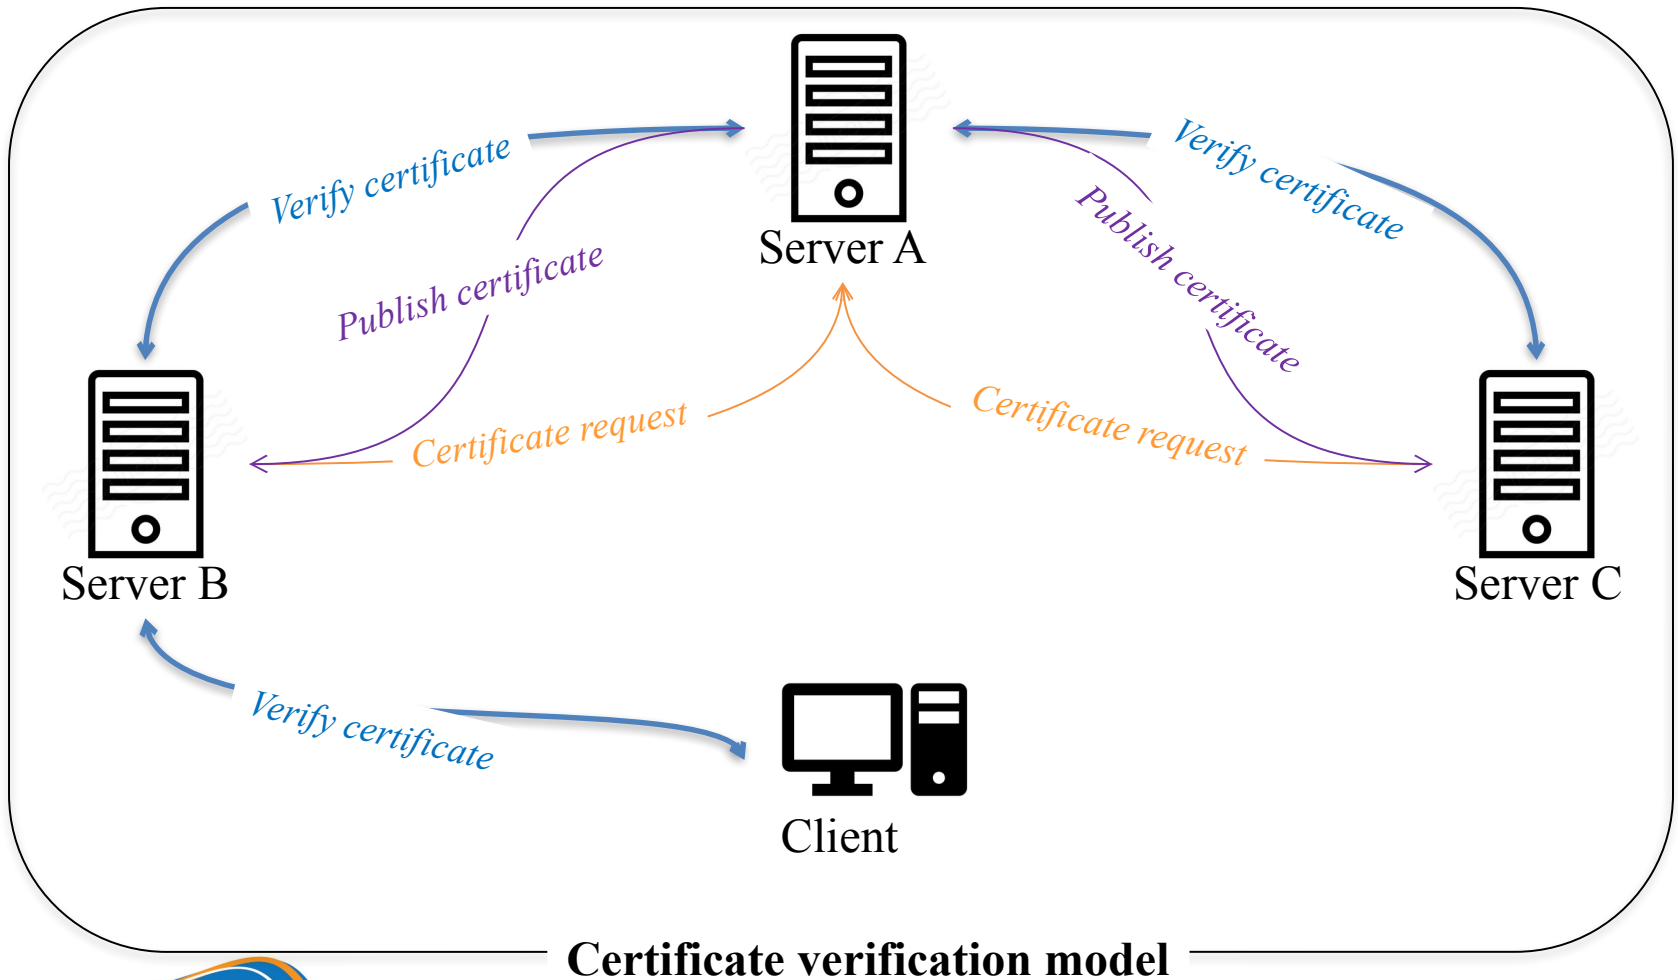 Verify certificate
Verify certificate
Publish certificate
Publish certificate
Server A
Certificate request
Certificate request
Server B
Server C
Verify certificate
Client
Certificate verification model